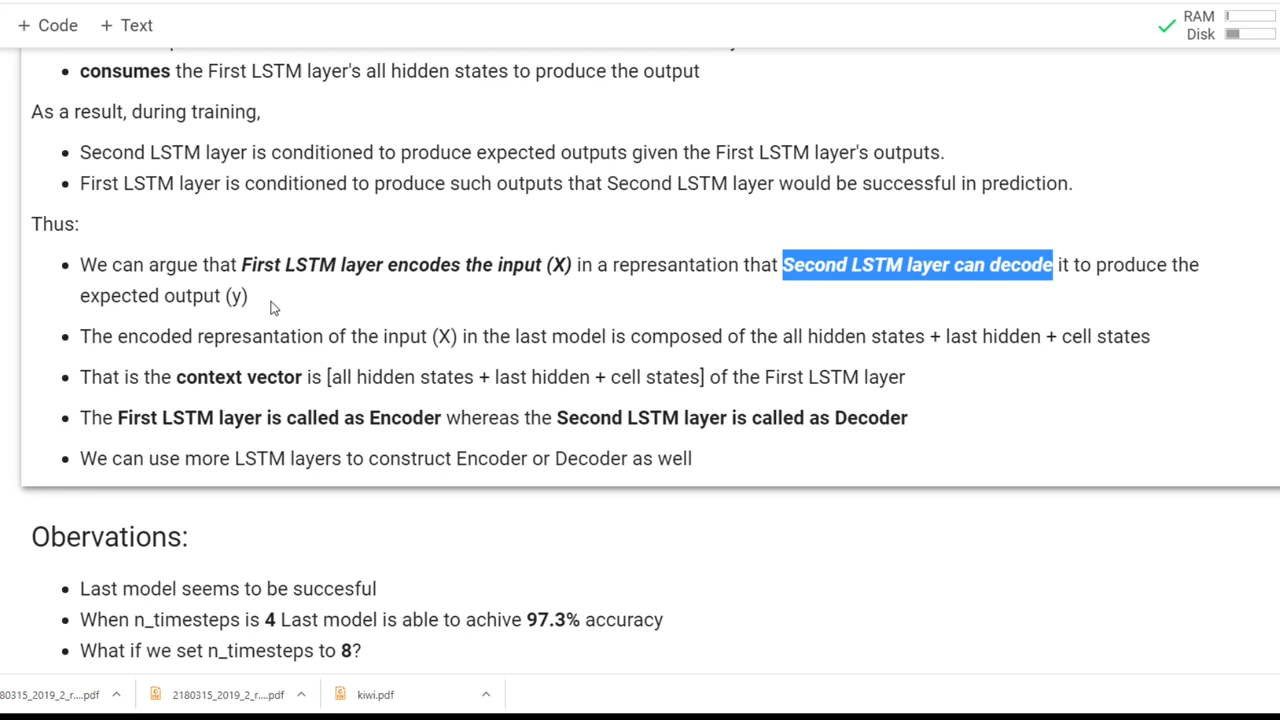 + Code + Text
RAM
Disk
consumes the First LSTM layer's all hidden states to produce the output
As a result, during training,
Second LSTM layer is conditioned to produce expected outputs given the First LSTM layer's outputs.
First LSTM layer is conditioned to produce such outputs that Second LSTM layer would be successful in prediction.
Thus:
We can argue that First LSTM layer encodes the input (X) in a represantation that Second LSTM layer can decode it to produce the
expected output (y)
The encoded represantation of the input (X) in the last model is composed of the all hidden states + last hidden + cell states
That is the context vector is [all hidden states + last hidden + cell states] of the First LSTM layer
The First LSTM layer is called as Encoder whereas the Second LSTM layer is called as Decoder
We can use more LSTM layers to construct Encoder or Decoder as well
Obervations:
Last model seems to be succesful
When n_timesteps is 4 Last model is able to achive 97.3% accuracy
What if we set n_timesteps to 8?
80315_2019_2_r....pdf 2180315_2019_2_r....pdf kiwi.pdf